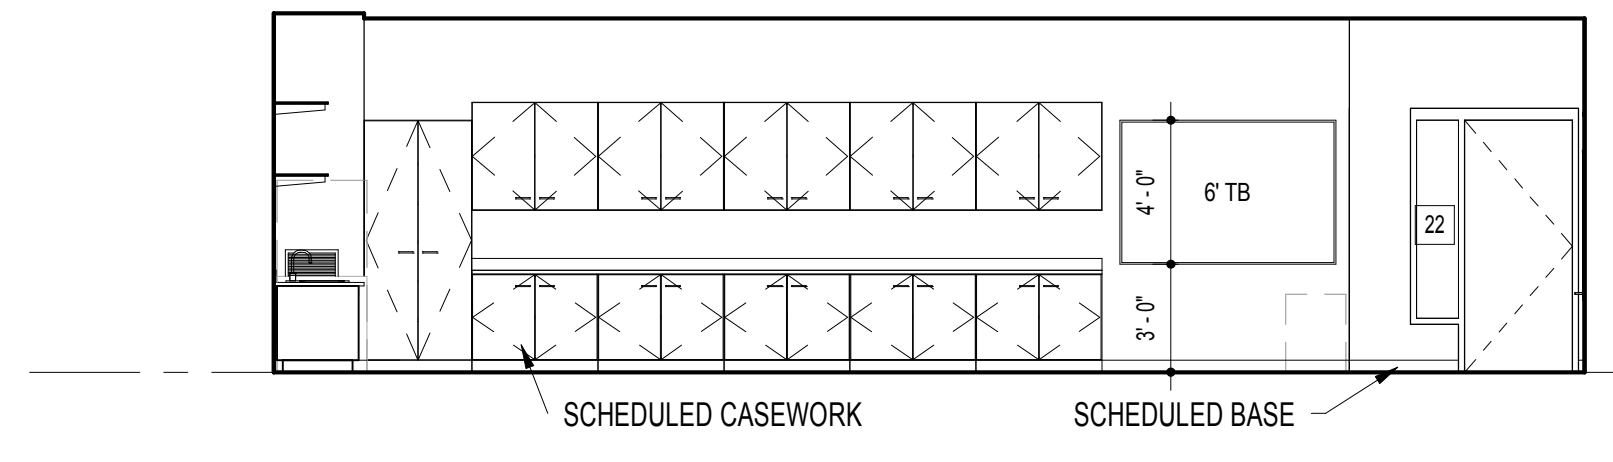 4' - 0"
6' TB
22
3' - 0"
SCHEDULED CASEWORK
SCHEDULED BASE